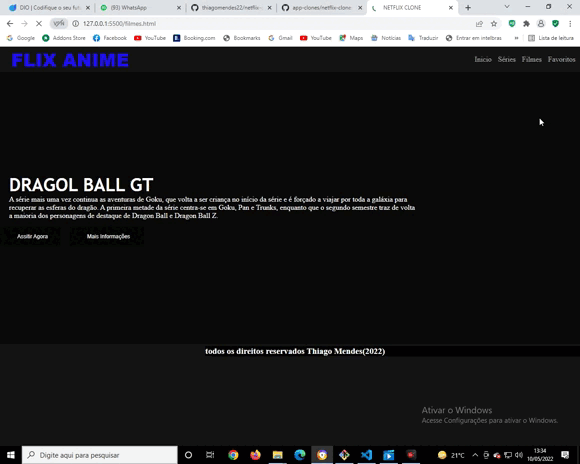 DIO | Codifique o seu ful
(93) WhatsApp
thiagomendes22/netflix-
app-clones/netflix-clone
NETFLIX CLONE
vpn
127.0.0.1:5500/filmes.html
Google
Addons Store
Facebook
YouTube
Booking.com
Bookmarks
Gmail
YouTube
Maps
Notícias
Traduzir
Entrar em intelbras
»
Lista de leitura
FLIX ANIME
Inicio Séries Filmes Favoritos
DRAGOL BALL GT
A série mais uma vez continua as aventuras de Goku, que volta a ser criança no início da série e é forçado a viajar por toda a galáxia para
recuperar as esferas do dragão. A primeira metade da série centra-se em Goku, Pan e Trunks, enquanto que o segundo semestre traz de volta
a maioria dos personagens de destaque de Dragon Ball e Dragon Ball Z.
Assitir Agora
Mais Informações
todos os direitos reservados Thiago Mendes(2022)
Ativar o Windows
Acesse Configurações para ativar o Windows.
Digite aqui para pesquisar
21°C
13:34
10/05/2022